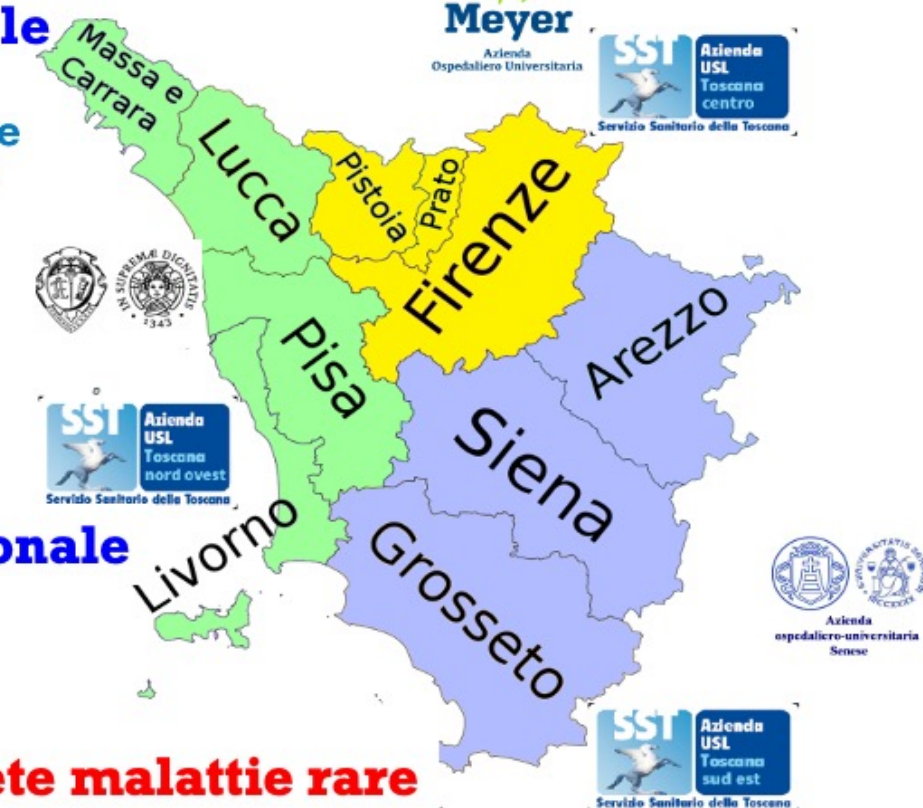 le
Meyer
Azienda
Ospedaliero Universitaria
SST
Azienda
USL
Toscana
centro
Servizio Sanitario della Toscana
e
Massa e
Carrara
Lucca
Pistoia
Prato
Firenze
IN SUPREMÆ DIGNITATIS
1343
Pisa
Arezzo
SST
Azienda
USL
Toscana
nord ovest
Servizio Sanitario della Toscana
Siena
Livorno
onale
Grosseto
Azienda
ospedaliero-universitaria
Senese
SST
Azienda
USL
Toscana
sud est
Servizio Sanitario della Toscana
ete malattie rare